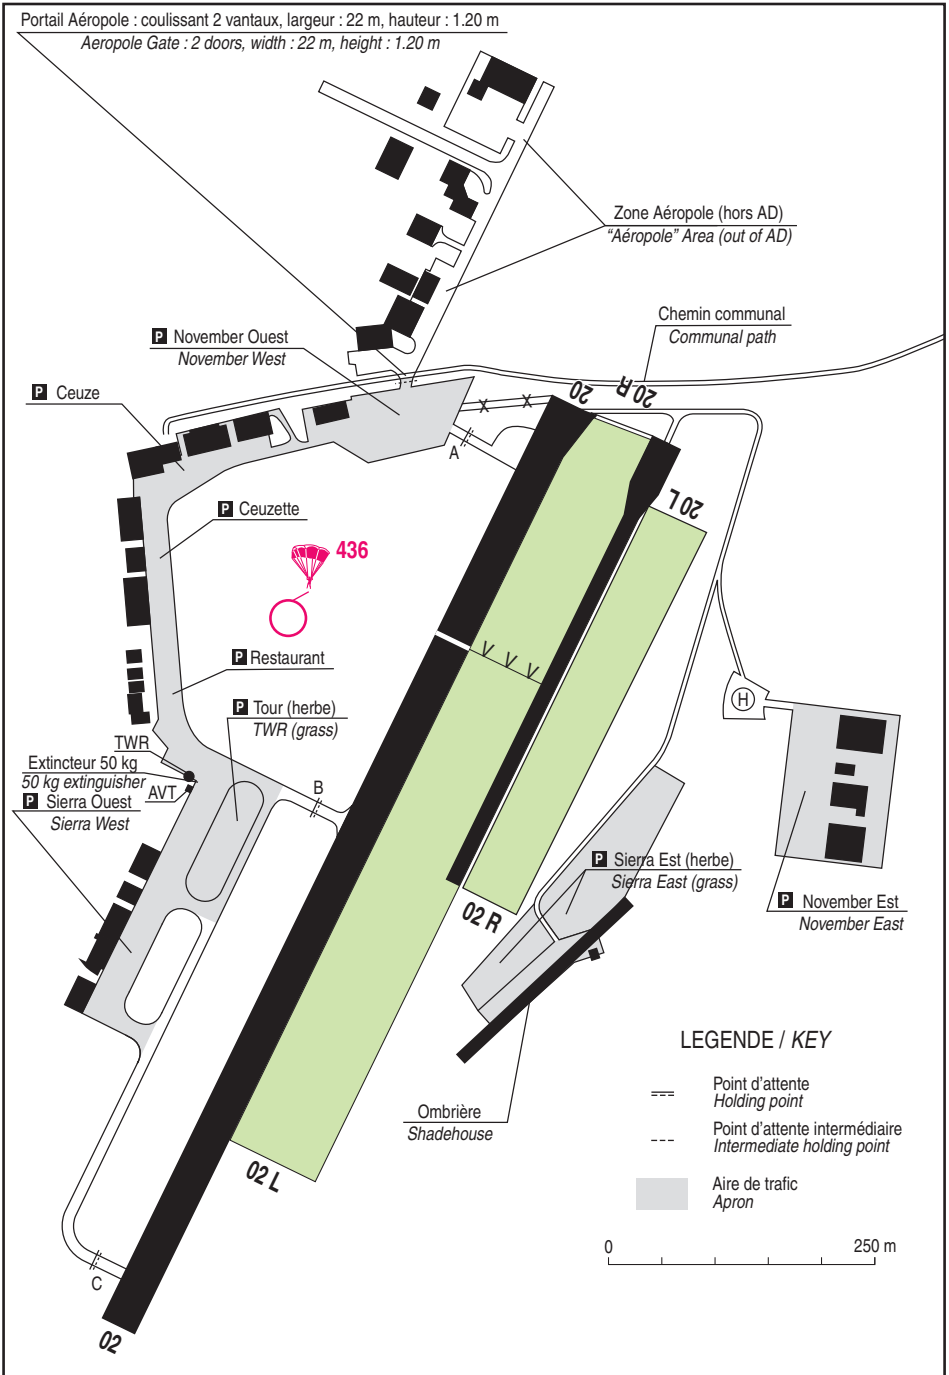 Portail Aéropole : coulissant 2 vantaux, largeur : 22 m, hauteur : 1.20 m
Aeropole Gate : 2 doors, width : 22 m, height : 1.20 m
Zone Aéropole (hors AD)
“Aéropole” Area (out of AD)
Chemin communal
Communal path
P November Ouest
November West
P Ceuze
20
20 R
X X
A
P Ceuzette
20 L
436
P Restaurant
H
P Tour (herbe)
TWR (grass)
TWR
Extincteur 50 kg
50 kg extinguisher
AVT
P Sierra Ouest
Sierra West
B
P Sierra Est (herbe)
Sierra East (grass)
P November Est
November East
02 R
LEGENDE / KEY
Point d’attente
Holding point
Point d’attente intermédiaire
Intermediate holding point
Aire de trafic
Apron
Ombrière
Shadehouse
02 L
0 250 m
C
02